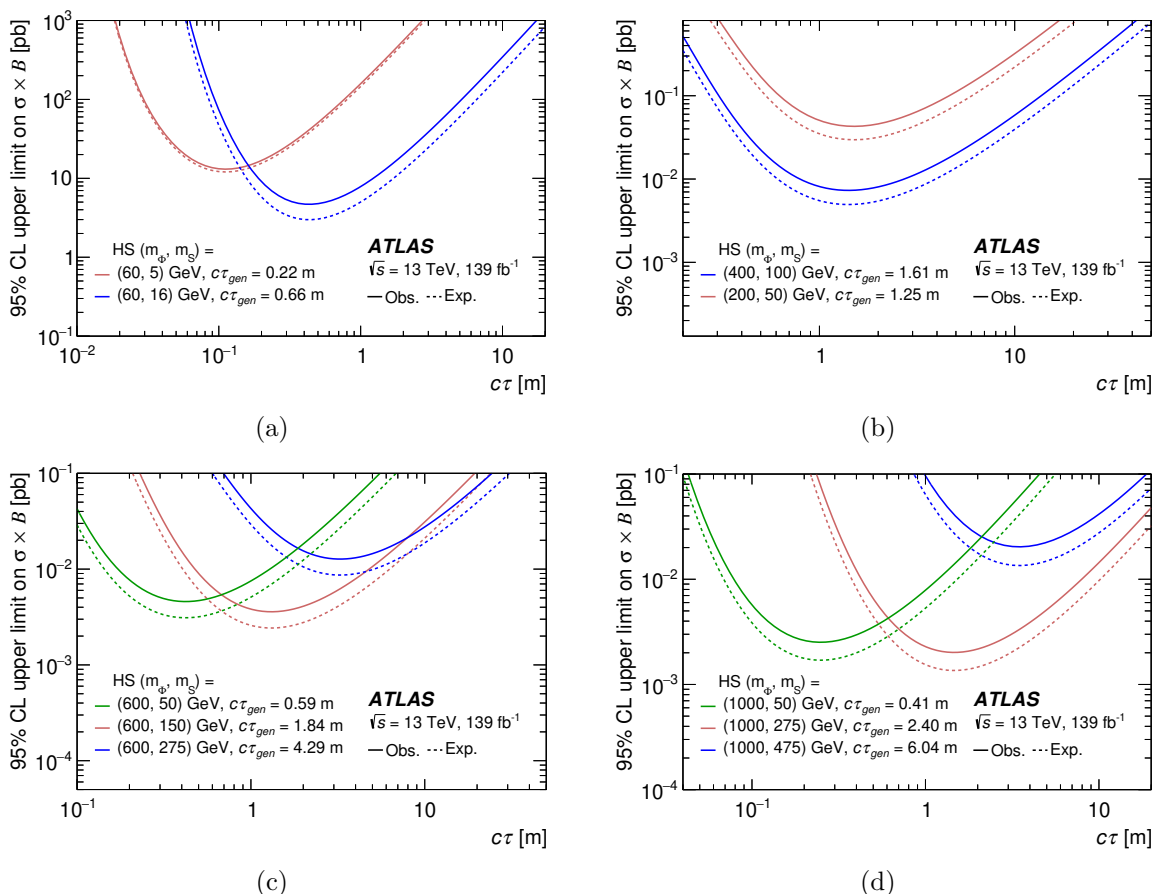 95% CL upper limit on σ × B [pb]
10³
10²
10
1
10⁻¹
HS (m_Φ, m_S) =
(60, 5) GeV, cτ_gen = 0.22 m
(60, 16) GeV, cτ_gen = 0.66 m
ATLAS
√s = 13 TeV, 139 fb⁻¹
Obs. Exp.
10⁻² 10⁻¹ 1 10
cτ [m]
(a)
95% CL upper limit on σ × B [pb]
10⁻¹
10⁻²
10⁻³
HS (m_Φ, m_S) =
(400, 100) GeV, cτ_gen = 1.61 m
(200, 50) GeV, cτ_gen = 1.25 m
ATLAS
√s = 13 TeV, 139 fb⁻¹
Obs. Exp.
1 10
cτ [m]
(b)
95% CL upper limit on σ × B [pb]
10⁻¹
10⁻²
10⁻³
10⁻⁴
HS (m_Φ, m_S) =
(600, 50) GeV, cτ_gen = 0.59 m
(600, 150) GeV, cτ_gen = 1.84 m
(600, 275) GeV, cτ_gen = 4.29 m
ATLAS
√s = 13 TeV, 139 fb⁻¹
Obs. Exp.
10⁻¹ 1 10
cτ [m]
(c)
95% CL upper limit on σ × B [pb]
10⁻¹
10⁻²
10⁻³
10⁻⁴
HS (m_Φ, m_S) =
(1000, 50) GeV, cτ_gen = 0.41 m
(1000, 275) GeV, cτ_gen = 2.40 m
(1000, 475) GeV, cτ_gen = 6.04 m
ATLAS
√s = 13 TeV, 139 fb⁻¹
Obs. Exp.
10⁻¹ 1 10
cτ [m]
(d)